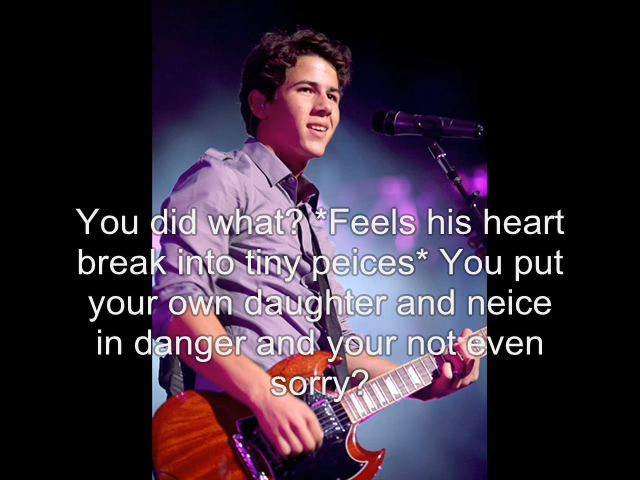 You did what? *Feels his heart
break into tiny peices* You put
your own daughter and neice
in danger and your not even
sorry?